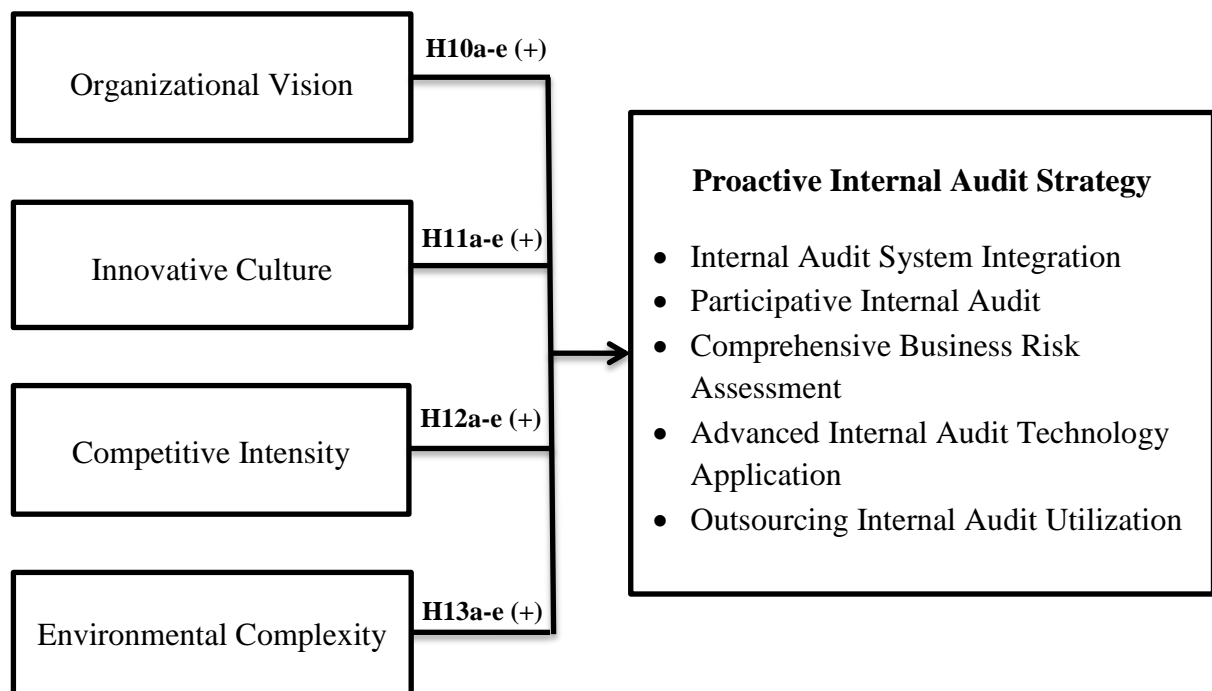 H10a-e (+)
Organizational Vision
H11a-e (+)
Innovative Culture
H12a-e (+)
Competitive Intensity
H13a-e (+)
Environmental Complexity
Proactive Internal Audit Strategy
• Internal Audit System Integration
• Participative Internal Audit
• Comprehensive Business Risk
Assessment
• Advanced Internal Audit Technology
Application
• Outsourcing Internal Audit Utilization